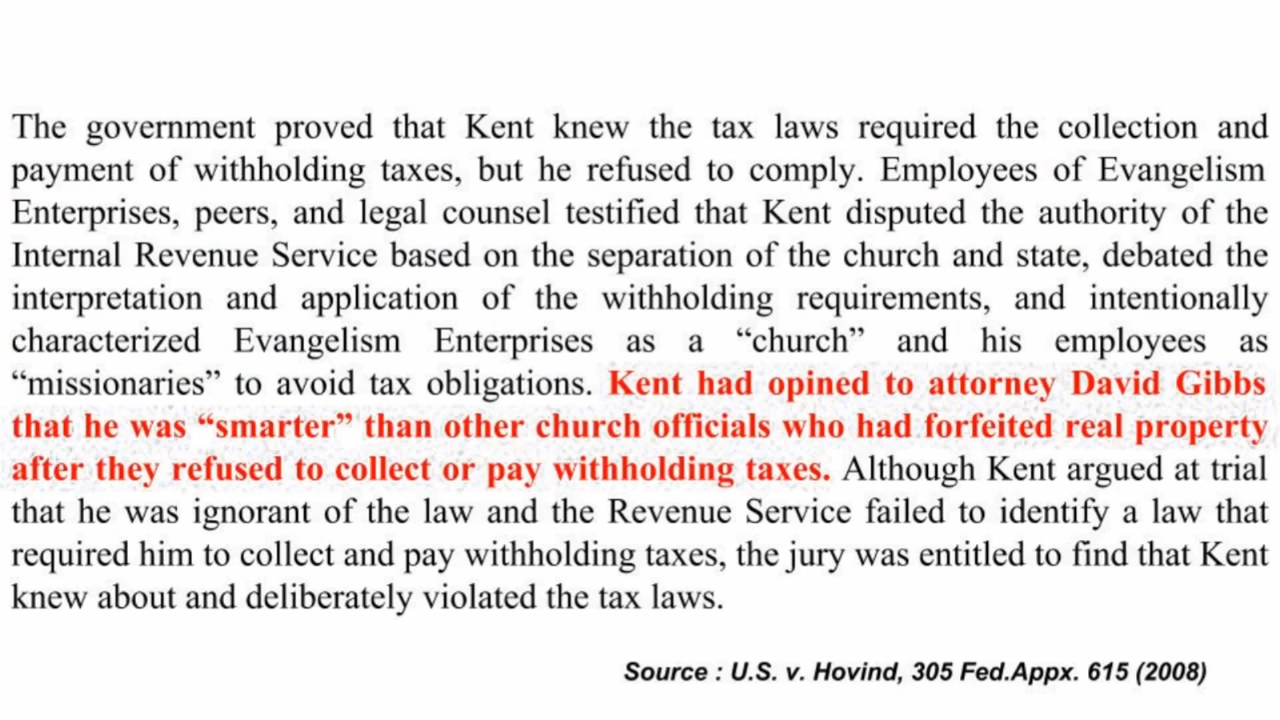 The government proved that Kent knew the tax laws required the collection and
payment of withholding taxes, but he refused to comply. Employees of Evangelism
Enterprises, peers, and legal counsel testified that Kent disputed the authority of the
Internal Revenue Service based on the separation of the church and state, debated the
interpretation and application of the withholding requirements, and intentionally
characterized Evangelism Enterprises as a “church” and his employees as
“missionaries” to avoid tax obligations. Kent had opined to attorney David Gibbs
that he was “smarter” than other church officials who had forfeited real property
after they refused to collect or pay withholding taxes. Although Kent argued at trial
that he was ignorant of the law and the Revenue Service failed to identify a law that
required him to collect and pay withholding taxes, the jury was entitled to find that Kent
knew about and deliberately violated the tax laws.
Source : U.S. v. Hovind, 305 Fed.Appx. 615 (2008)